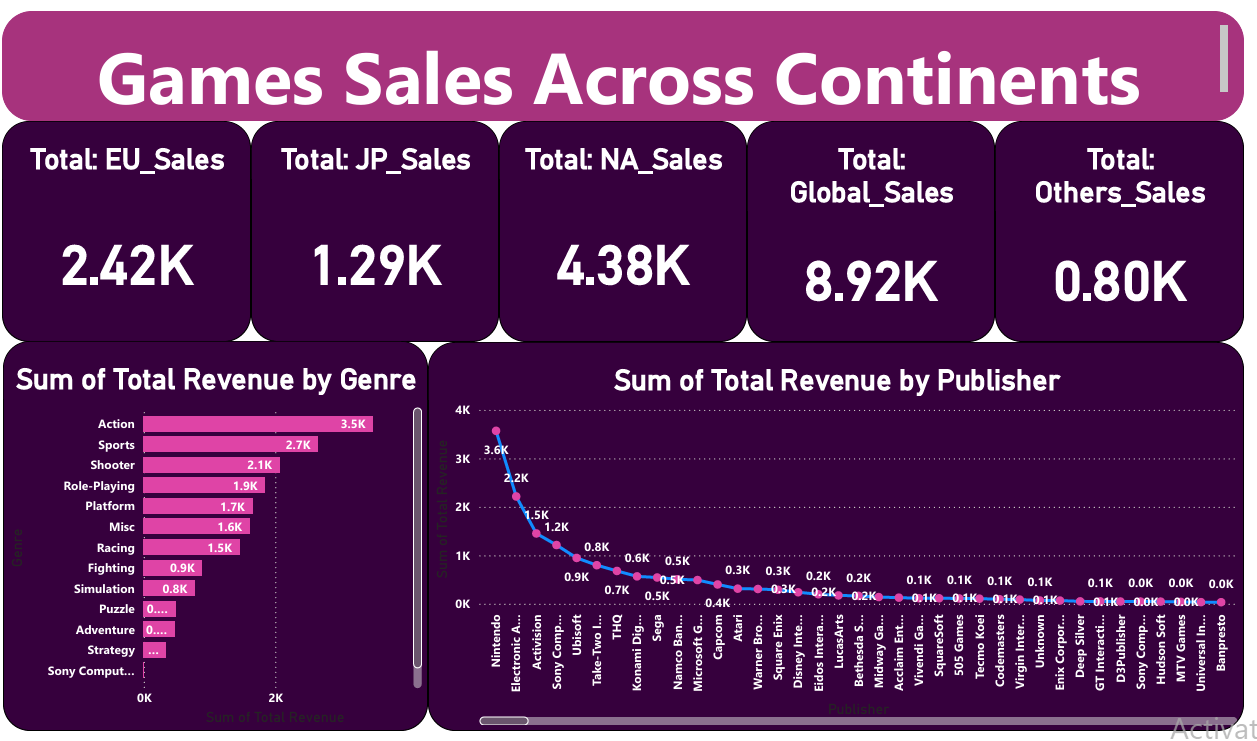 Games Sales Across Continents
Total: EU_Sales
2.42K
Total: JP_Sales
1.29K
Total: NA_Sales
4.38K
Total:
Global_Sales
8.92K
Total:
Others_Sales
0.80K
Sum of Total Revenue by Genre
Genre
Action 3.5K
Sports 2.7K
Shooter 2.1K
Role-Playing 1.9K
Platform 1.7K
Misc 1.6K
Racing 1.5K
Fighting 0.9K
Simulation 0.8K
Puzzle 0....
Adventure 0....
Strategy ...
Sony Comput...
0K 2K
Sum of Total Revenue
Sum of Total Revenue by Publisher
Sum of Total Revenue
4K
3K
2K
1K
0K
3.6K
2.2K
1.5K
1.2K
0.9K
0.8K
0.7K
0.6K
0.5K
0.5K
0.5K
0.4K
0.3K
0.3K
0.3K
0.2K
0.2K
0.2K
0.2K
0.1K
0.1K
0.1K
0.1K
0.1K
0.1K
0.1K
0.1K
0.1K
0.1K
0.0K
0.0K
0.0K
0.0K
0.0K
Nintendo
Electronic A...
Activision
Sony Comp...
Ubisoft
Take-Two I...
THQ
Konami Dig...
Sega
Namco Ban...
Microsoft G...
Capcom
Atari
Warner Bro...
Square Enix
Disney Inte...
Eidos Intera...
LucasArts
Bethesda S...
Midway Ga...
Acclaim Ent...
Vivendi Ga...
SquareSoft
505 Games
Tecmo Koei
Codemasters
Virgin Inter...
Unknown
Enix Corpor...
Deep Silver
GT Interacti...
D3Publisher
Sony Comp...
Hudson Soft
MTV Games
Universal In...
Banpresto
Publisher
Activat